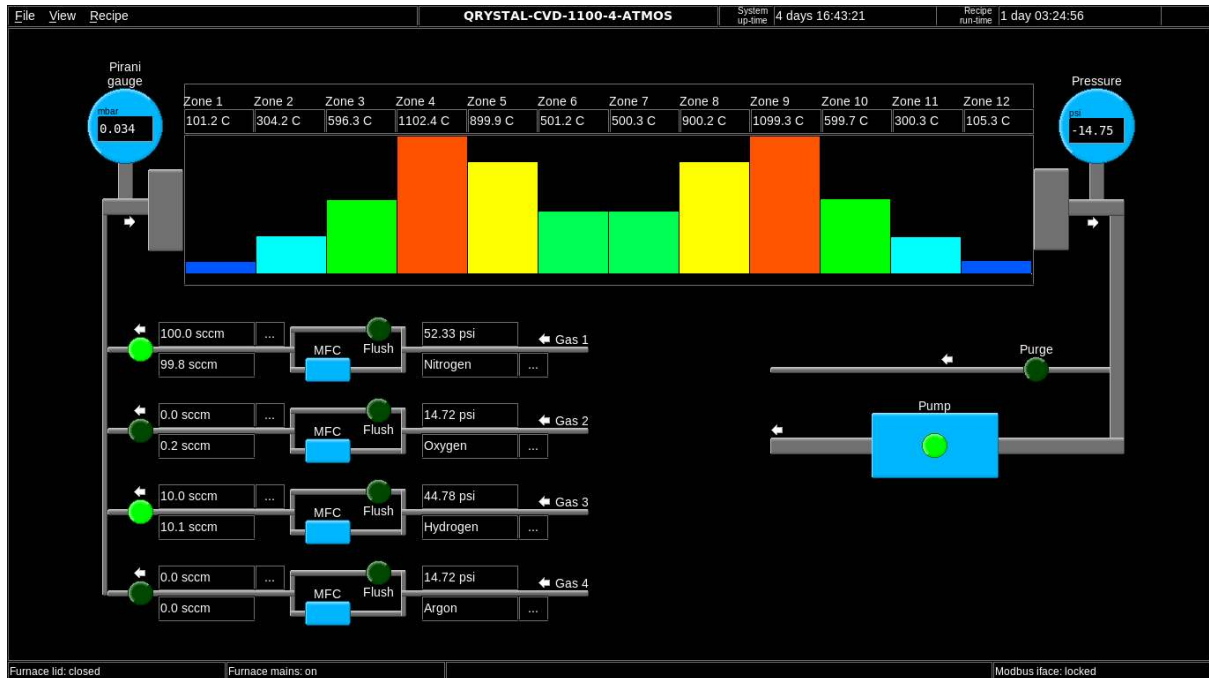 File View Recipe QRYSTAL-CVD-1100-4-ATMOS System up-time 4 days 16:43:21 Recipe run-time 1 day 03:24:56
Pirani gauge
mbar
0.034
Zone 1 Zone 2 Zone 3 Zone 4 Zone 5 Zone 6 Zone 7 Zone 8 Zone 9 Zone 10 Zone 11 Zone 12
101.2 C 304.2 C 596.3 C 1102.4 C 899.9 C 501.2 C 500.3 C 900.2 C 1099.3 C 599.7 C 300.3 C 105.3 C
Pressure
psi
-14.75
100.0 sccm ... MFC Flush 52.33 psi Gas 1
99.8 sccm Nitrogen ...
0.0 sccm ... MFC Flush 14.72 psi Gas 2
0.2 sccm Oxygen ...
10.0 sccm ... MFC Flush 44.78 psi Gas 3
10.1 sccm Hydrogen ...
0.0 sccm ... MFC Flush 14.72 psi Gas 4
0.0 sccm Argon ...
Purge
Pump
Furnace lid: closed Furnace mains: on Modbus iface: locked